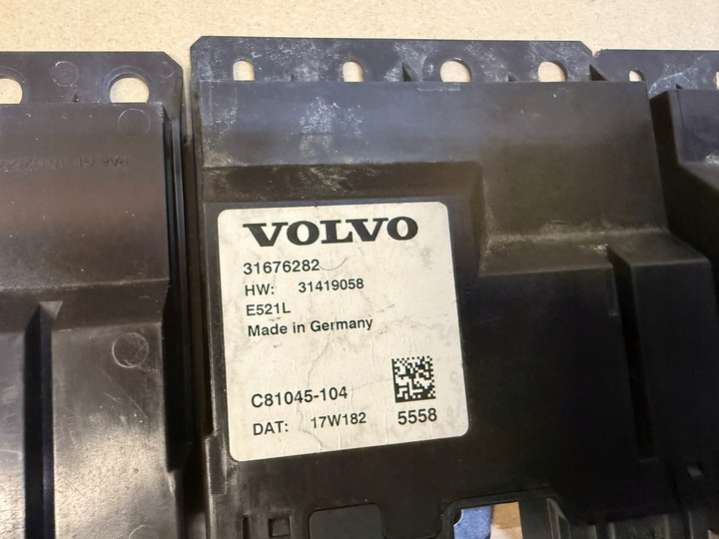 VOLVO
31676282
HW: 31419058
E521L
Made in Germany
C81045-104
DAT: 17W182 5558